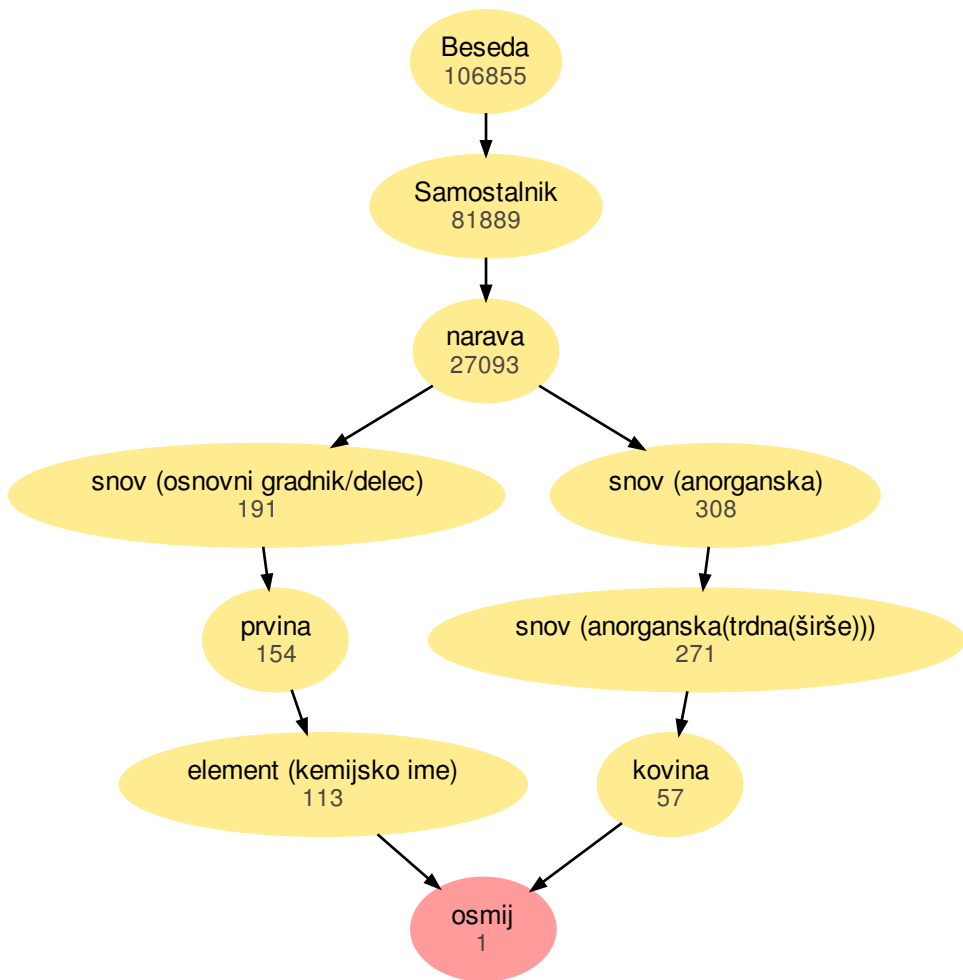 Beseda
106855
Samostalnik
81889
narava
27093
snov (osnovni gradnik/delec)
191
snov (anorganska)
308
prvina
154
snov (anorganska(trdna(širše)))
271
element (kemijsko ime)
113
kovina
57
osmij
1